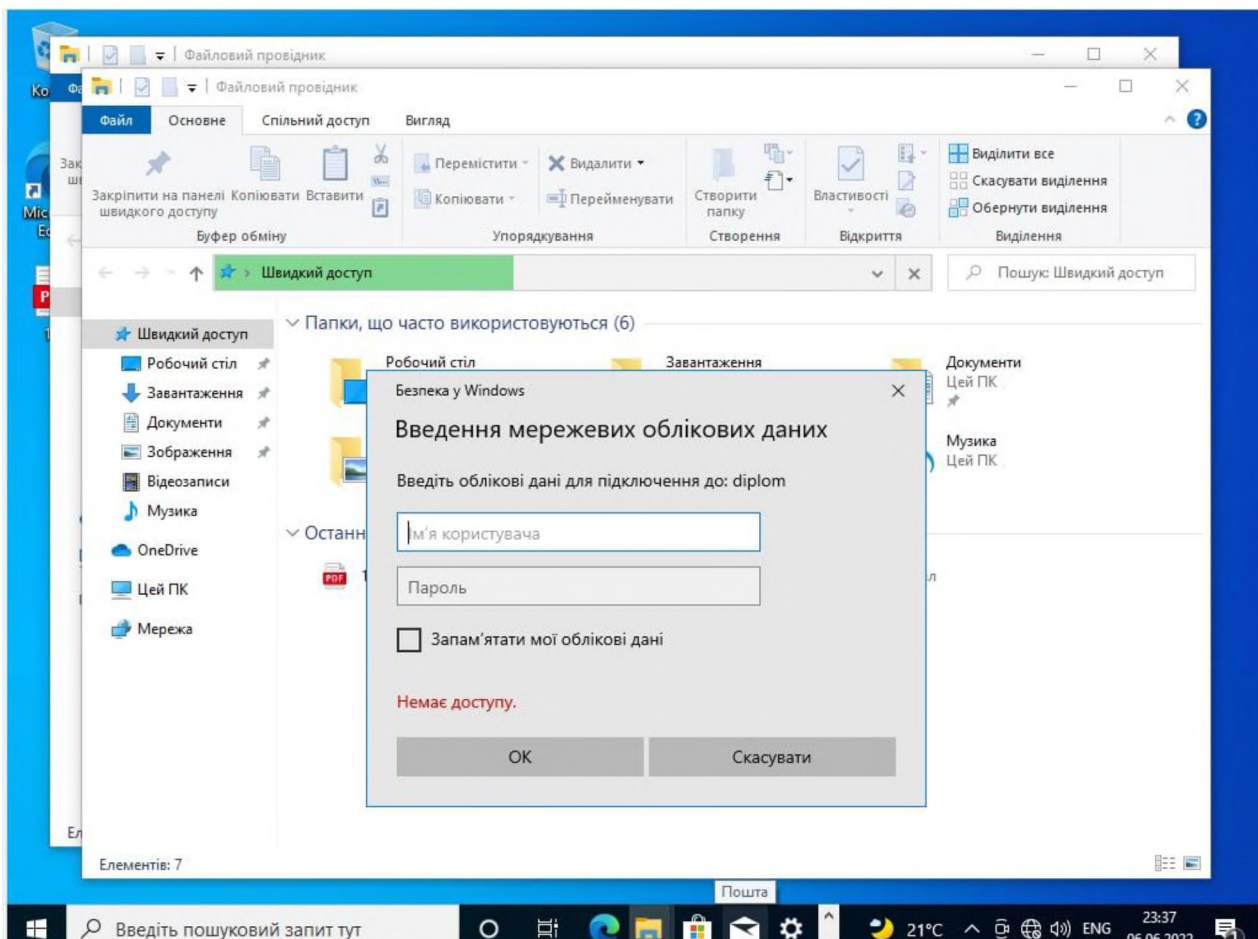 Файловий провідник
Файловий провідник
Файл Основне Спільний доступ Вигляд
Закріпити на панелі швидкого доступу
Копіювати Вставити
Перемістити
Копіювати
Видалити
Перейменувати
Створити папку
Властивості
Виділити все
Скасувати виділення
Обернути виділення
Буфер обміну Упорядкування Створення Відкриття Виділення
Швидкий доступ
Пошук: Швидкий доступ
Швидкий доступ
Робочий стіл
Завантаження
Документи
Зображення
Відеозаписи
Музика
OneDrive
Цей ПК
Мережа
Папки, що часто використовуються (6)
Робочий стіл
Завантаження
Документи
Цей ПК
Музика
Цей ПК
PDF
Безпека у Windows
Введення мережевих облікових даних
Введіть облікові дані для підключення до: diplom
Ім’я користувача
Пароль
Запам’ятати мої облікові дані
Немає доступу.
OK Скасувати
Елементів: 7
Пошта
Введіть пошуковий запит тут
21°C
ENG
23:37
06.06.2022